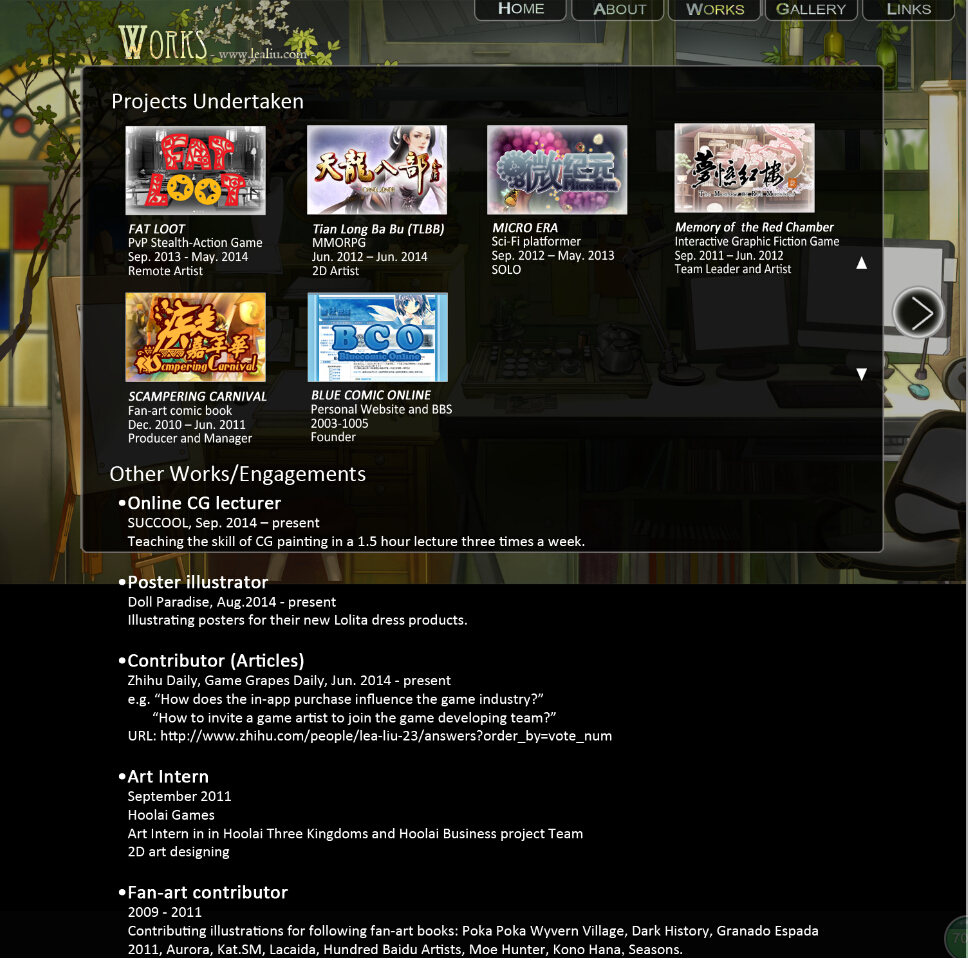 HOME ABOUT WORKS GALLERY LINKS
WORKS - www.lealiu.com
Projects Undertaken
FAT LOOT
天龍八部
微紀元
夢憶紅樓
FAT LOOT
PvP Stealth-Action Game
Sep. 2013 - May. 2014
Remote Artist
Tian Long Ba Bu (TLBB)
MMORPG
Jun. 2012 – Jun. 2014
2D Artist
MICRO ERA
Sci-Fi platformer
Sep. 2012 – May. 2013
SOLO
Memory of the Red Chamber
Interactive Graphic Fiction Game
Sep. 2011 – Jun. 2012
Team Leader and Artist
疾走嘉年華
Scampering Carnival
BCO
Bluecomic Online
SCAMPERING CARNIVAL
Fan-art comic book
Dec. 2010 – Jun. 2011
Producer and Manager
BLUE COMIC ONLINE
Personal Website and BBS
2003-1005
Founder
Other Works/Engagements
•Online CG lecturer
SUCCOOL, Sep. 2014 – present
Teaching the skill of CG painting in a 1.5 hour lecture three times a week.
•Poster illustrator
Doll Paradise, Aug.2014 - present
Illustrating posters for their new Lolita dress products.
•Contributor (Articles)
Zhihu Daily, Game Grapes Daily, Jun. 2014 - present
e.g. “How does the in-app purchase influence the game industry?”
“How to invite a game artist to join the game developing team?”
URL: http://www.zhihu.com/people/lea-liu-23/answers?order_by=vote_num
•Art Intern
September 2011
Hoolai Games
Art Intern in in Hoolai Three Kingdoms and Hoolai Business project Team
2D art designing
•Fan-art contributor
2009 - 2011
Contributing illustrations for following fan-art books: Poka Poka Wyvern Village, Dark History, Granado Espada
2011, Aurora, Kat.SM, Lacaida, Hundred Baidu Artists, Moe Hunter, Kono Hana, Seasons.
70